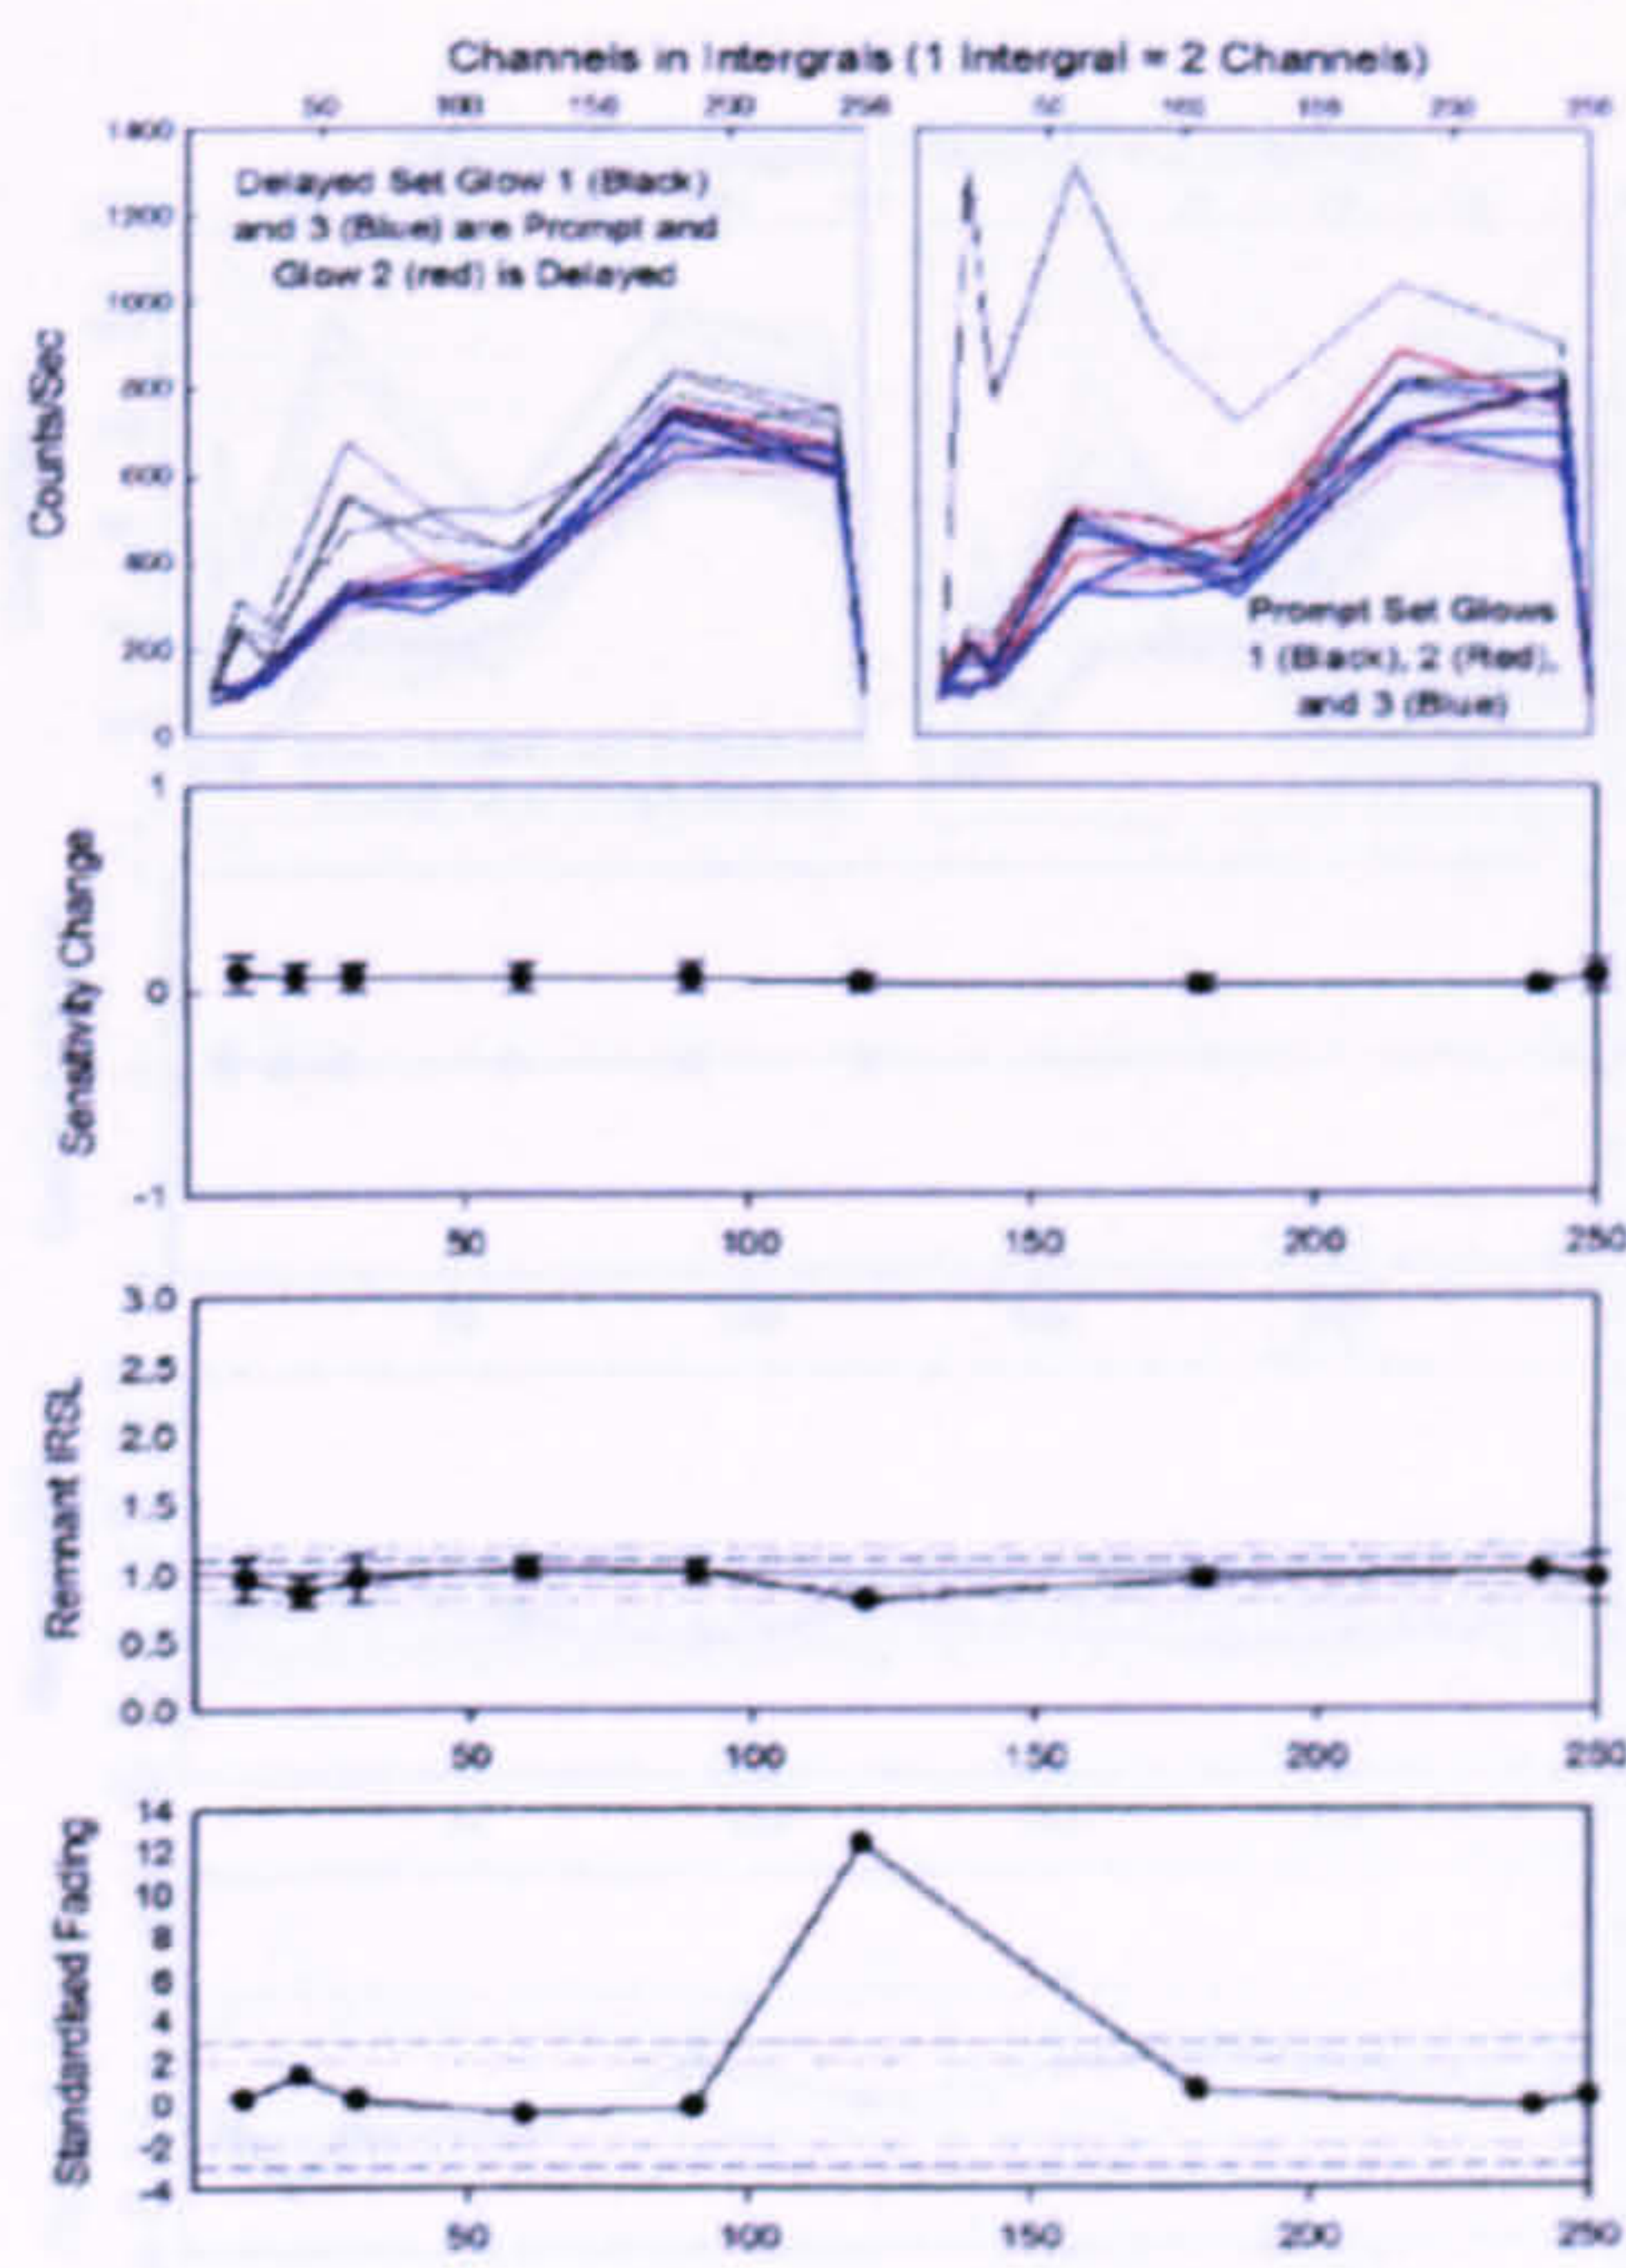 Channels in Intergrals (1 Intergral = 2 Channels)
50 100 150 200 250
50 100 150 200 250
1400
1200
1000
800
600
400
200
0
Counts/Sec
Delayed Set Glow 1 (Black)
and 3 (Blue) are Prompt and
Glow 2 (red) is Delayed
Prompt Set Glows
1 (Black), 2 (Red),
and 3 (Blue)
1
0
-1
Sensitivity Change
50 100 150 200 250
3.0
2.5
2.0
1.5
1.0
0.5
0.0
Remnant IRSL
50 100 150 200 250
14
12
10
8
6
4
2
0
-2
-4
Standardised Fading
50 100 150 200 250